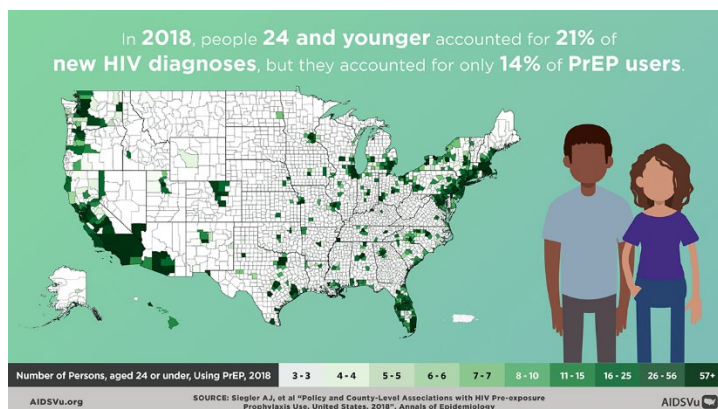 In 2018, people 24 and younger accounted for 21% of
new HIV diagnoses, but they accounted for only 14% of PrEP users.
Number of Persons, aged 24 or under, Using PrEP, 2018 3 - 3 4 - 4 5 - 5 6 - 6 7 - 7 8 - 10 11 - 15 16 - 25 26 - 56 57+
AIDSVu.org
SOURCE: Siegler AJ, et al "Policy and County-Level Associations with HIV Pre-exposure
Prophylaxis Use, United States, 2018". Annals of Epidemiology
AIDSVu